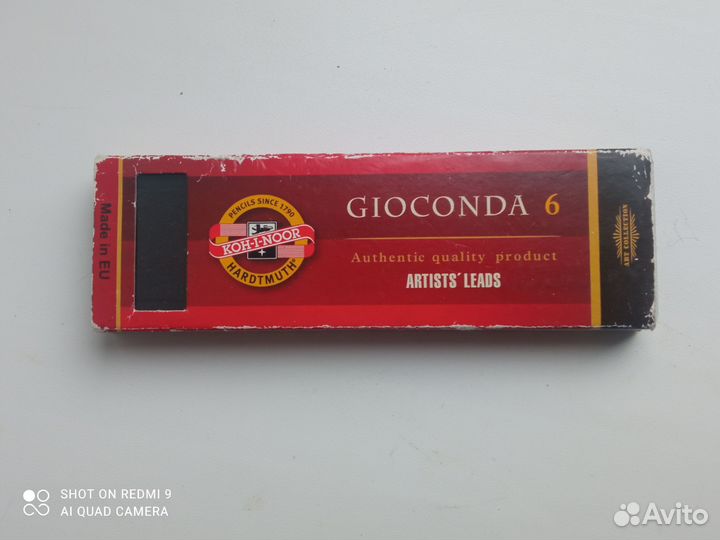 Made in EU
PENCILS SINCE 1790
KOH-I-NOOR
HARDTMUTH
GIOCONDA 6
Authentic quality product
ARTISTS´ LEADS
ART COLLECTION
SHOT ON REDMI 9
AI QUAD CAMERA
Avito